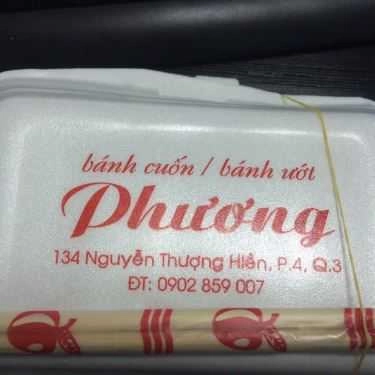 bánh cuốn / bánh ướt
Phương
134 Nguyễn Thượng Hiền, P.4, Q.3
ĐT: 0902 859 007